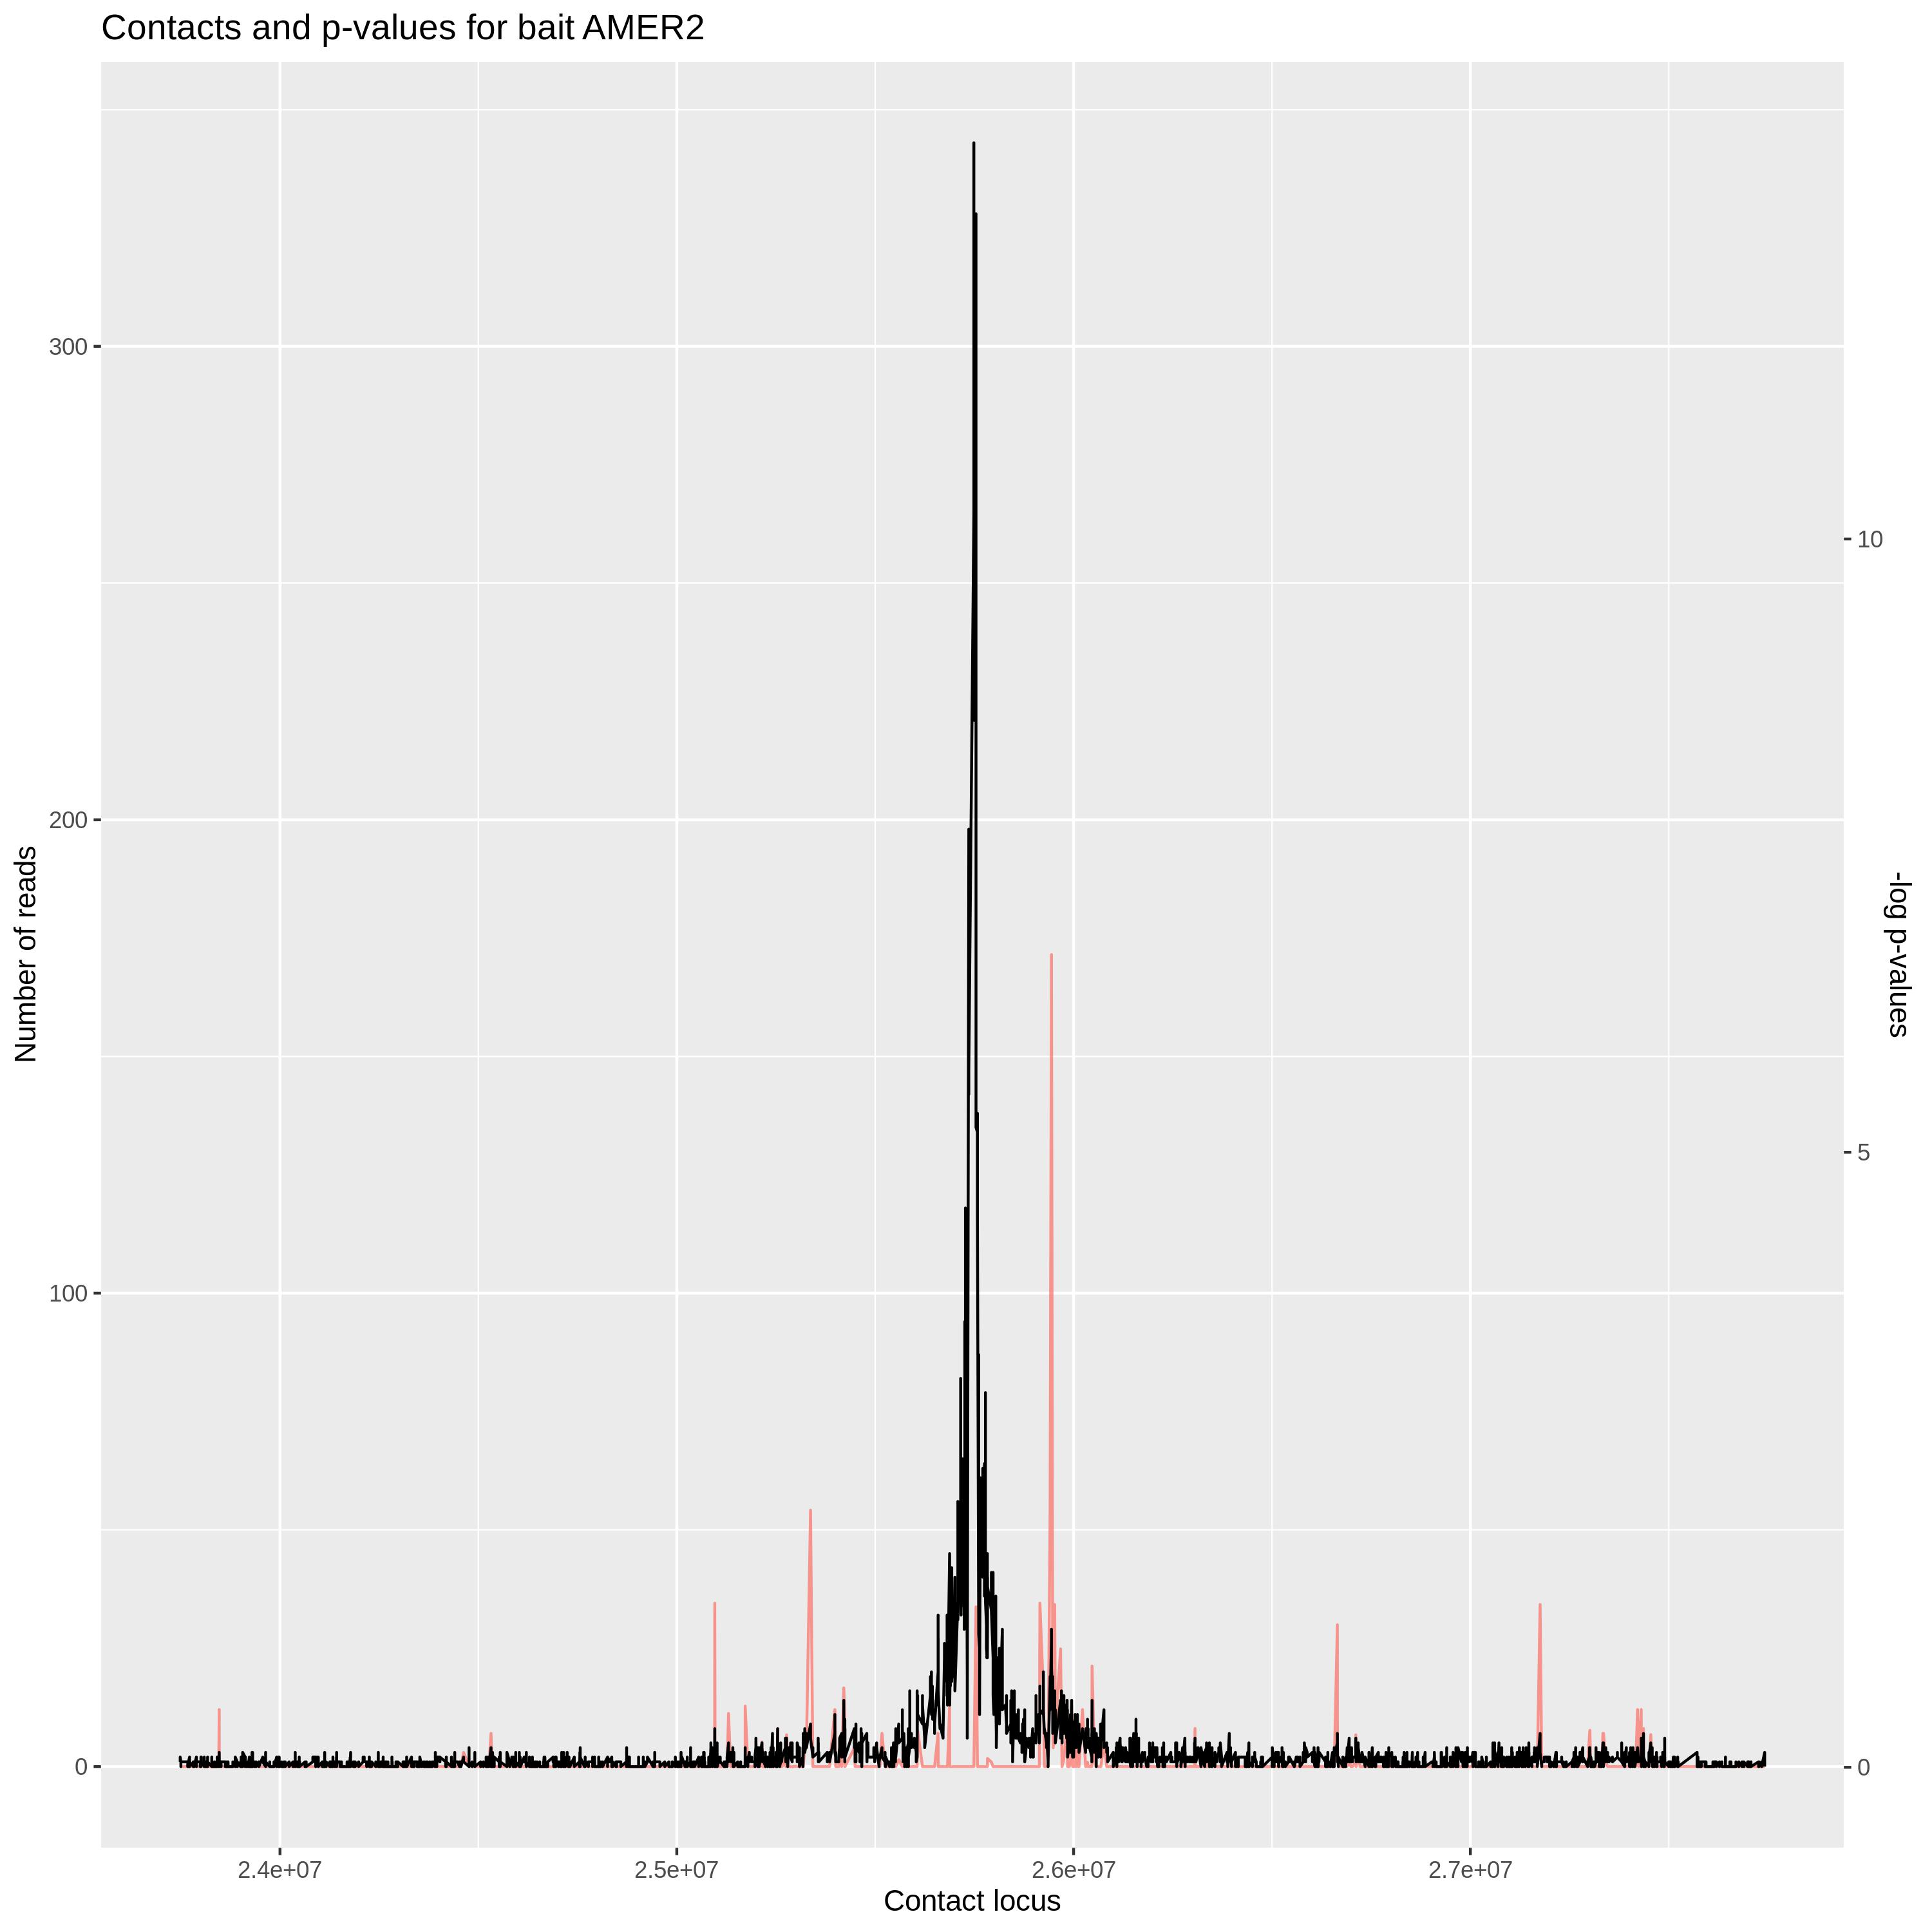 Contacts and p-values for bait AMER2
Number of reads
300
200
100
0
10
5
0
-log p-values
2.4e+07
2.5e+07
2.6e+07
2.7e+07
Contact locus